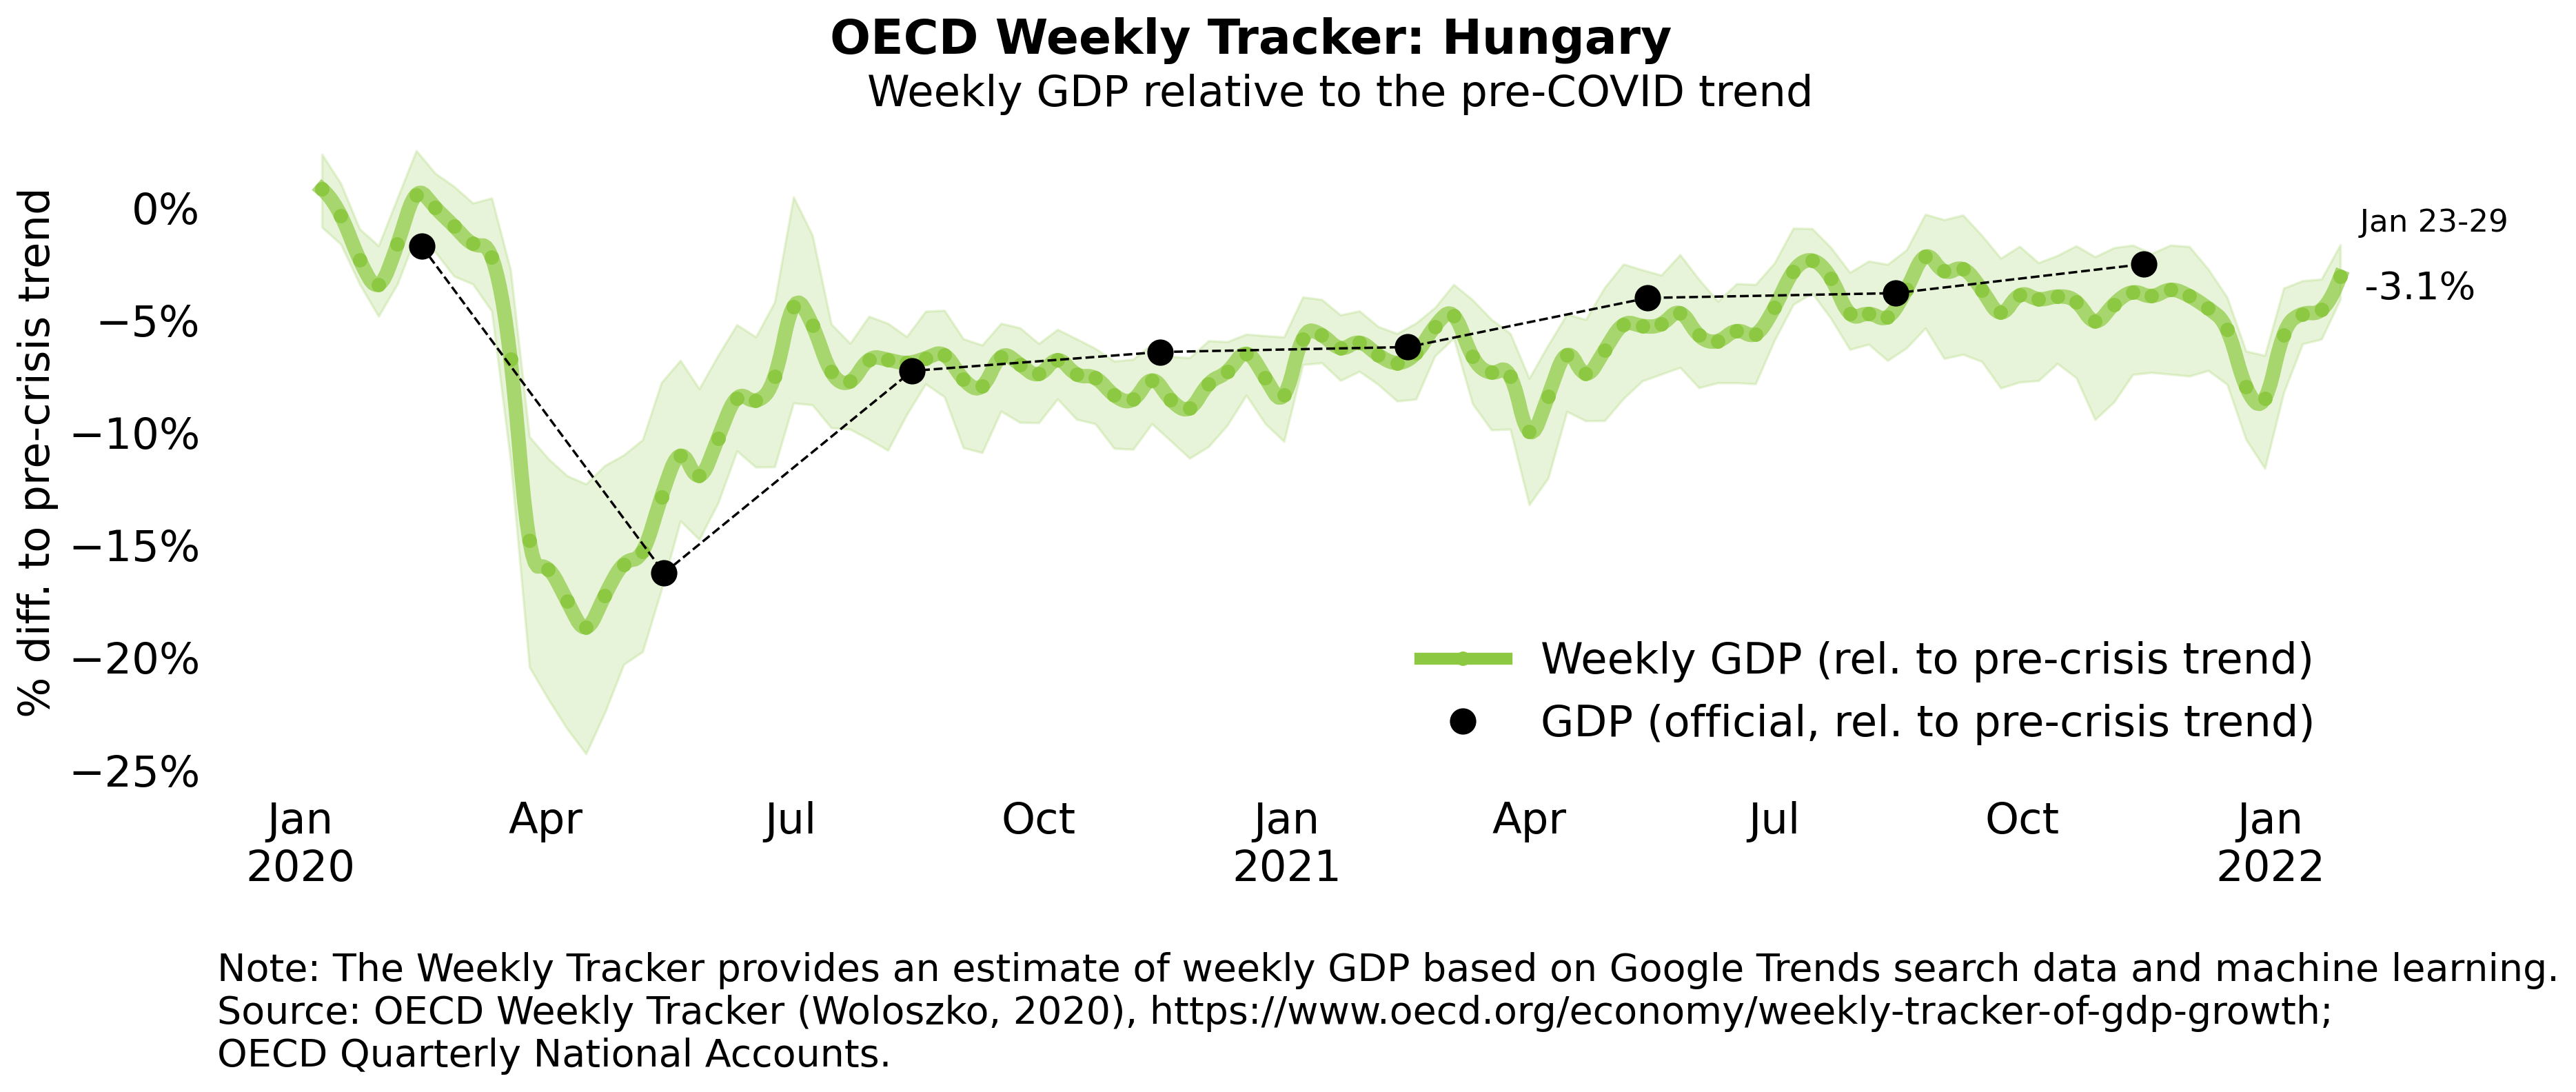 OECD Weekly Tracker: Hungary
Weekly GDP relative to the pre-COVID trend
% diff. to pre-crisis trend
0%
−5%
−10%
−15%
−20%
−25%
Jan 23-29
-3.1%
Weekly GDP (rel. to pre-crisis trend)
GDP (official, rel. to pre-crisis trend)
Jan Apr Jul Oct Jan Apr Jul Oct Jan
2020 2021 2022
Note: The Weekly Tracker provides an estimate of weekly GDP based on Google Trends search data and machine learning.
Source: OECD Weekly Tracker (Woloszko, 2020), https://www.oecd.org/economy/weekly-tracker-of-gdp-growth;
OECD Quarterly National Accounts.